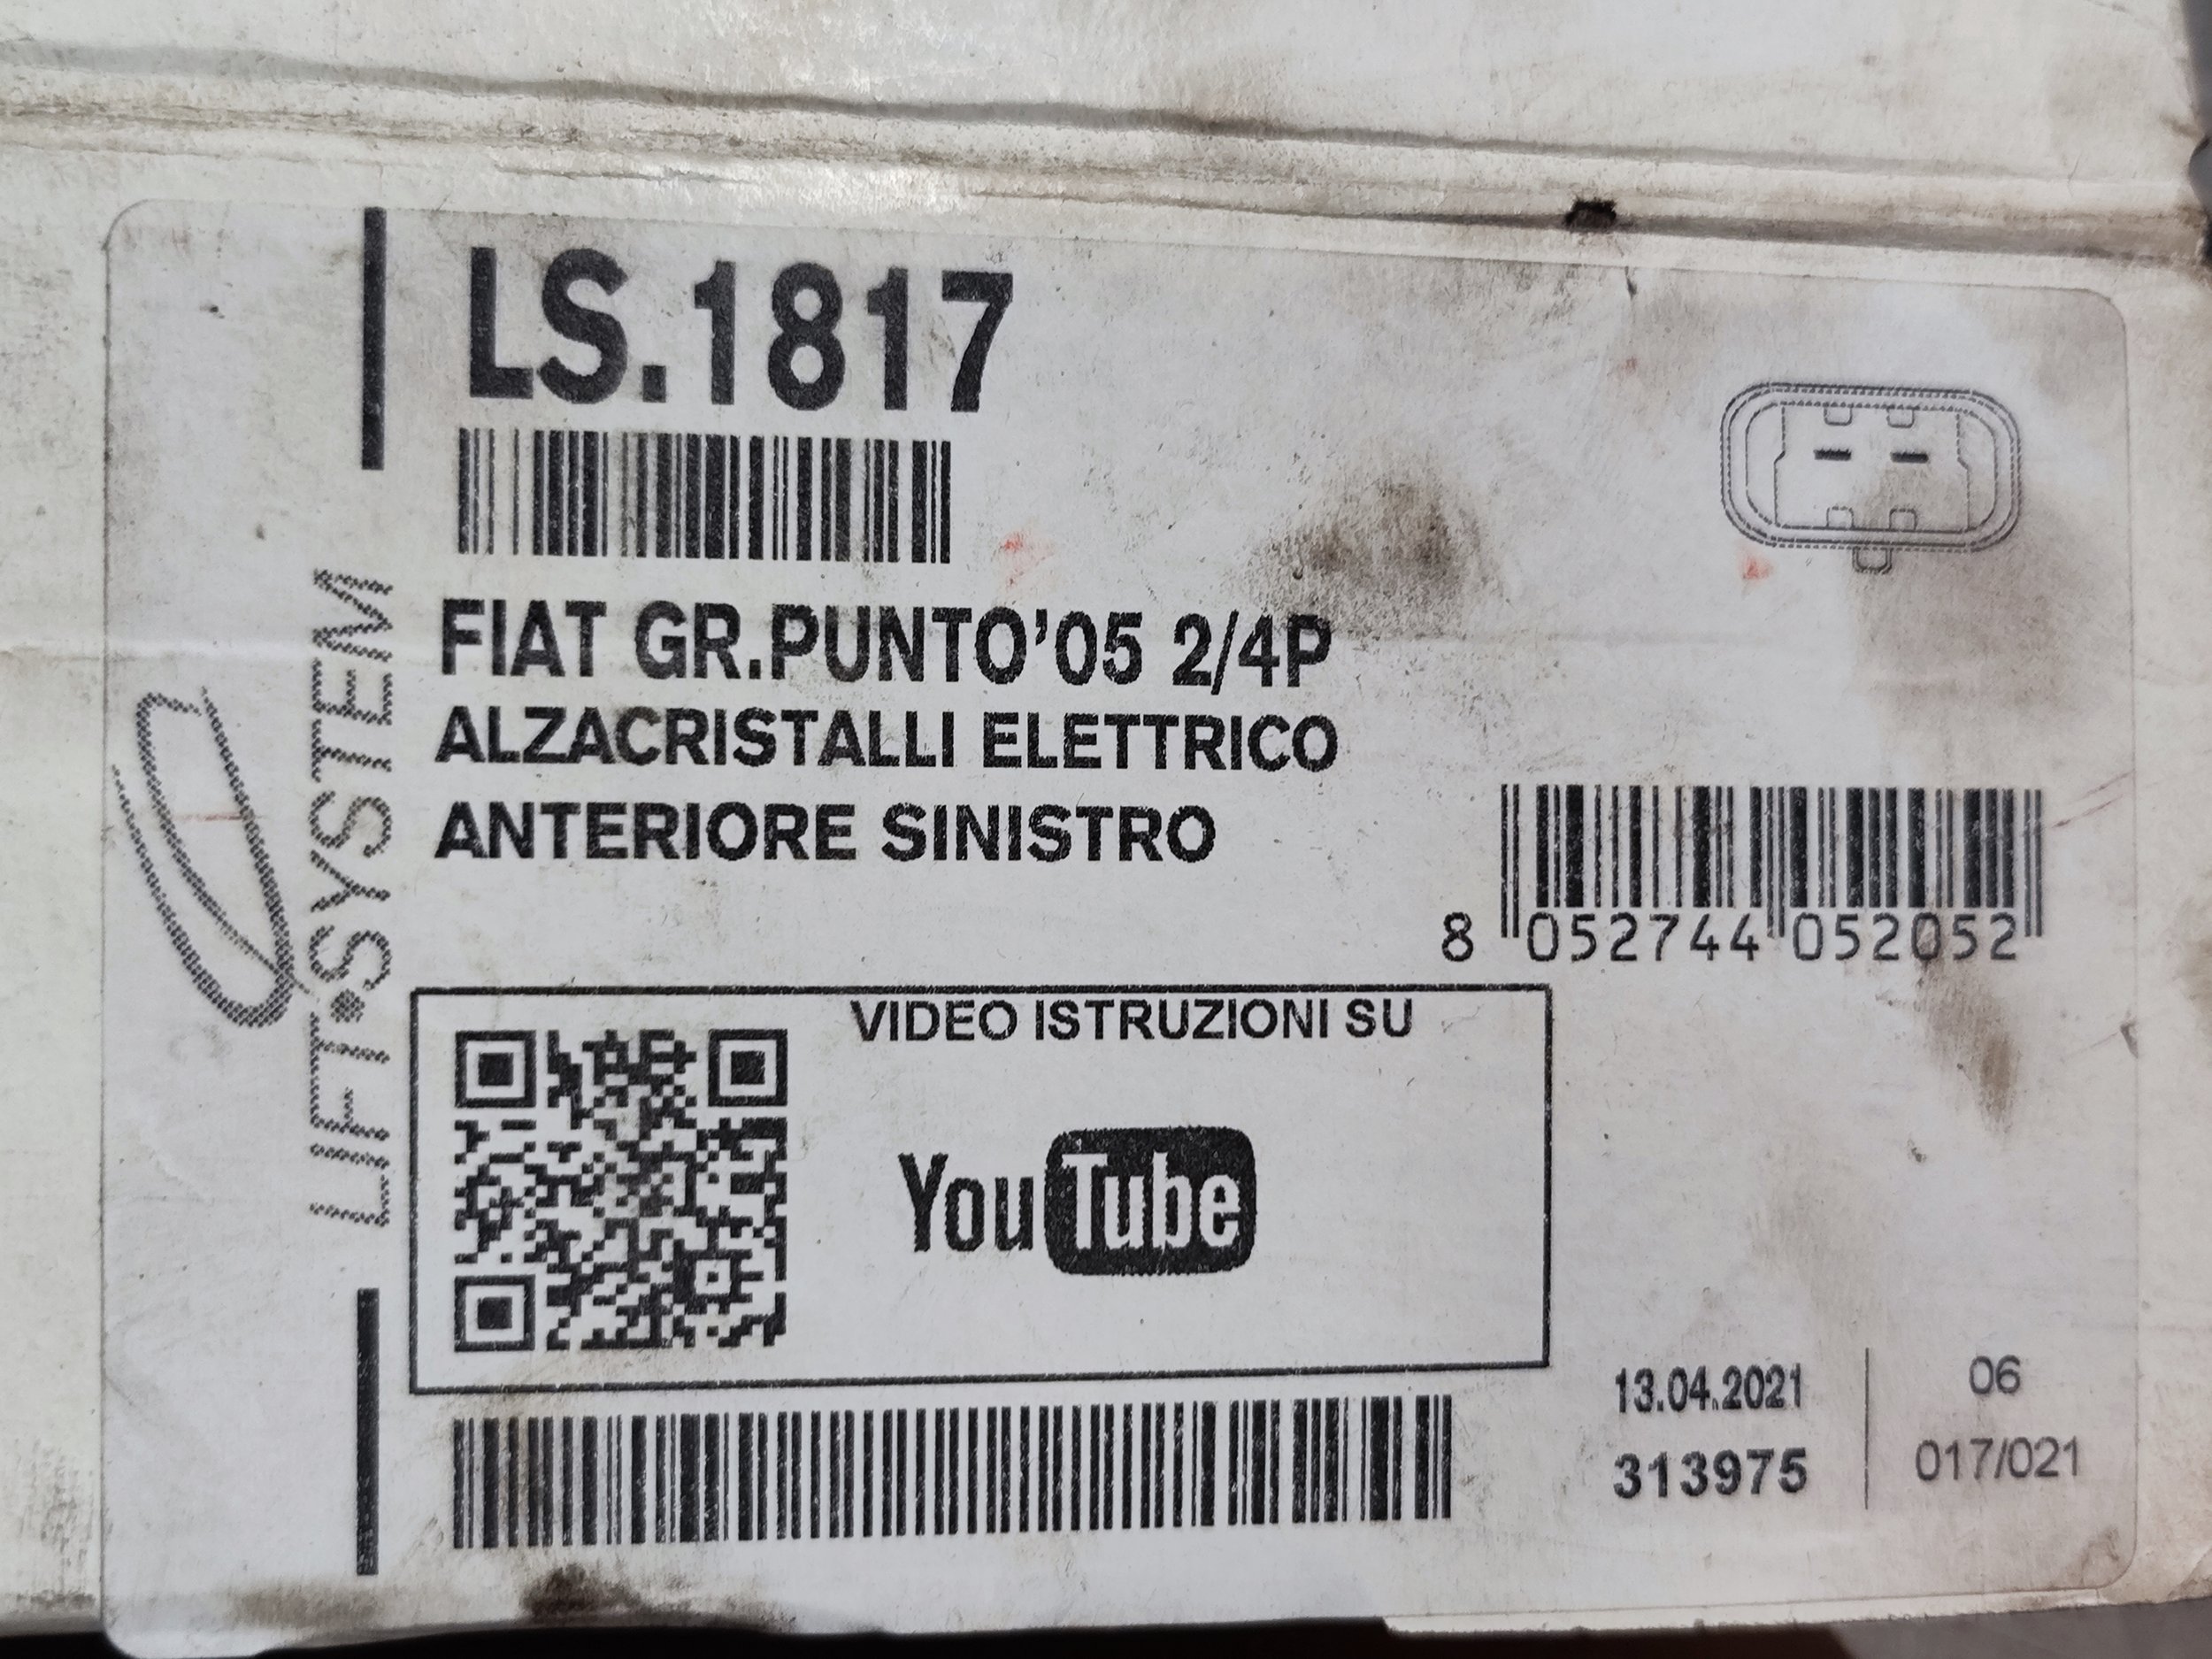 LS.1817
FIAT GR.PUNTO'05 2/4P
ALZACRISTALLI ELETTRICO
ANTERIORE SINISTRO
8 052744 052052
LIFT•SYSTEM
VIDEO ISTRUZIONI SU
YouTube
13.04.2021
313975
06
017/021